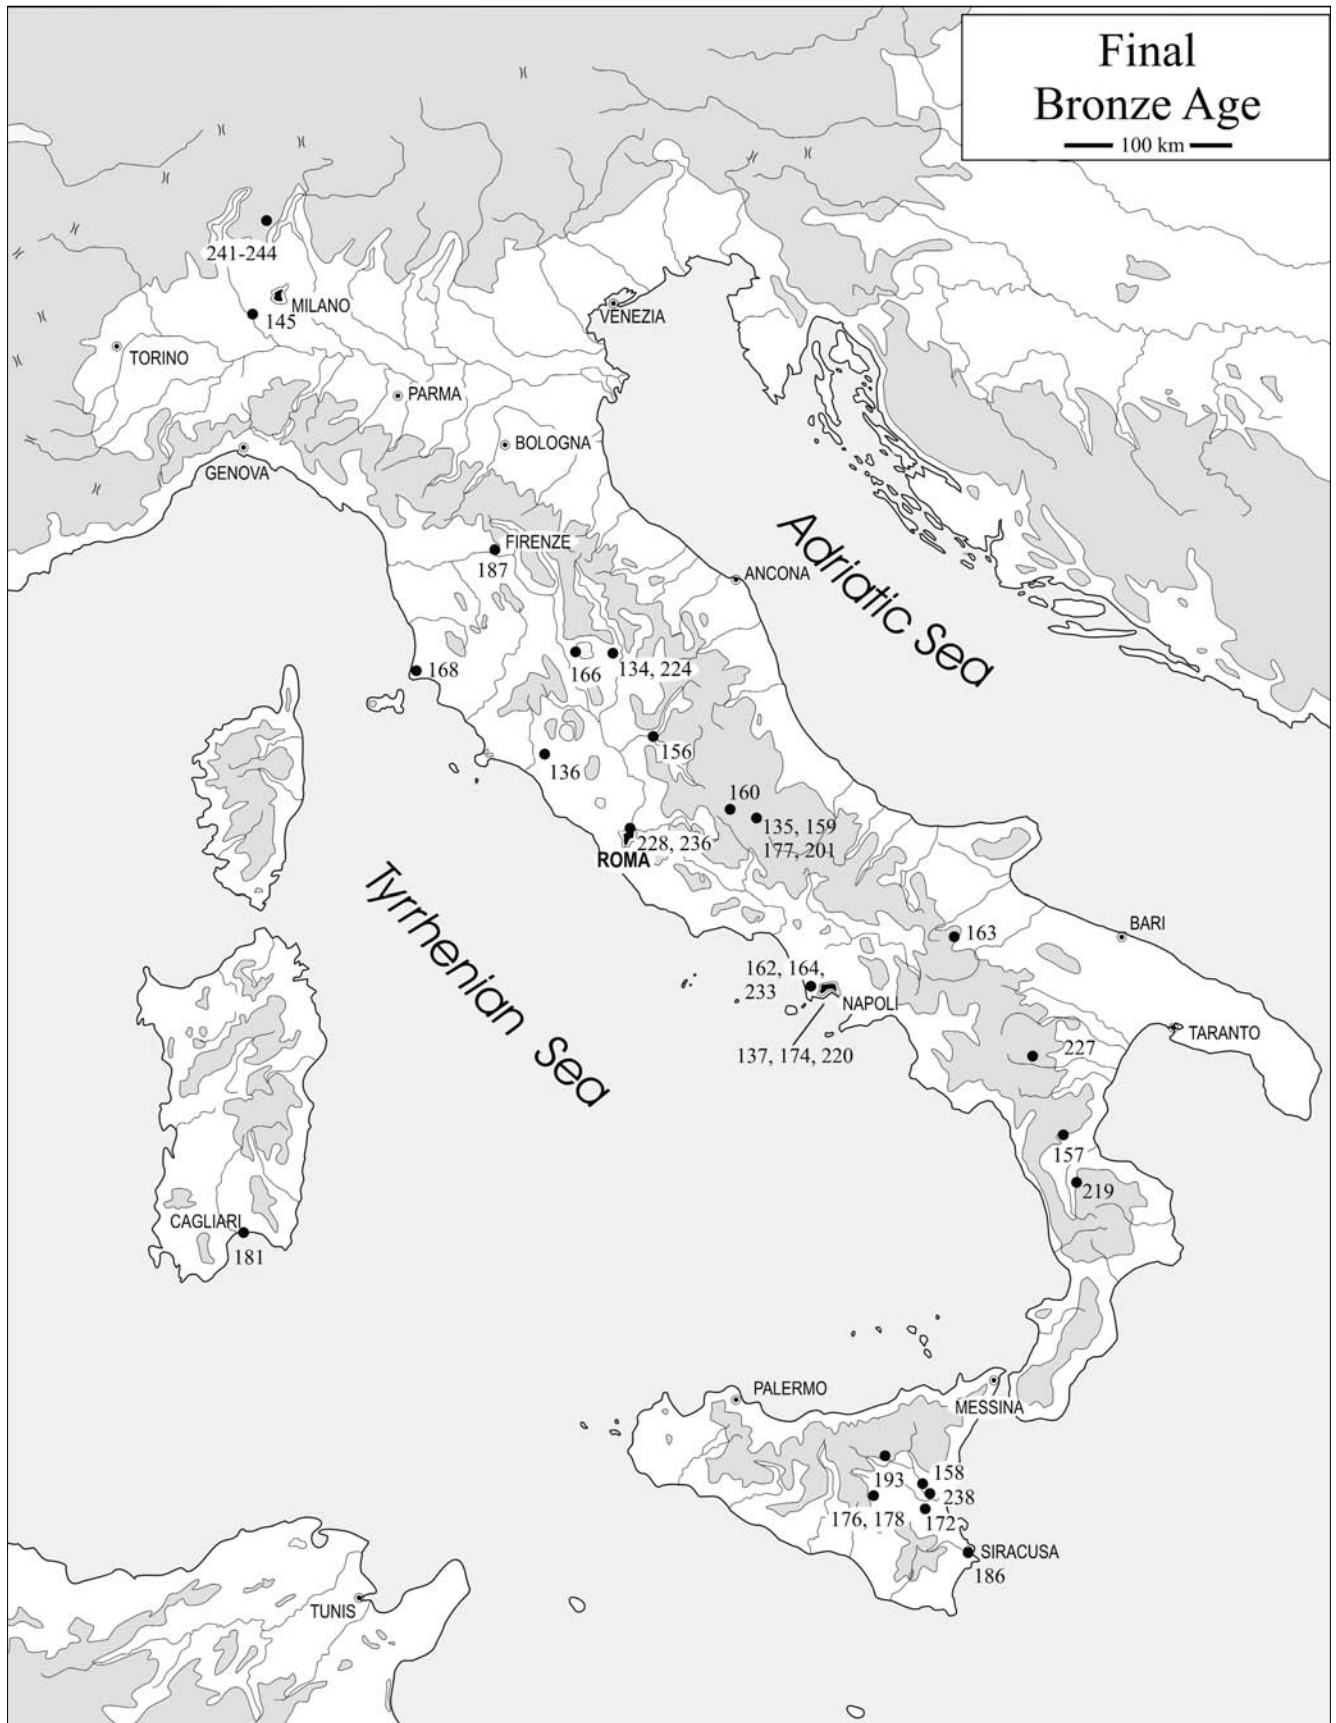 Final
Bronze Age
100 km
241-244
MILANO
145
VENEZIA
TORINO
PARMA
BOLOGNA
GENOVA
FIRENZE
187
ANCONA
Adriatic Sea
168
166
134, 224
156
136
160
135, 159
177, 201
228, 236
ROMA
Tyrrhenian Sea
163
BARI
162, 164,
233
NAPOLI
137, 174, 220
TARANTO
227
157
219
CAGLIARI
181
PALERMO
MESSINA
193
158
238
176, 178
172
SIRACUSA
186
TUNIS